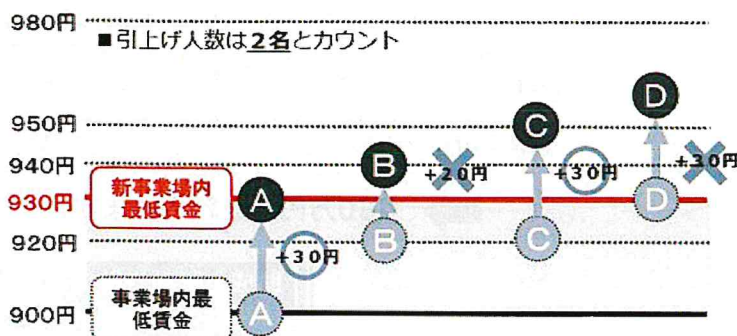 980円
■引上げ人数は2名とカウント
950円
940円
930円
920円
900円
新事業場内
最低賃金
事業場内最
低賃金
A
A
+30円
B
B
+20円
C
C
+30円
D
D
+30円